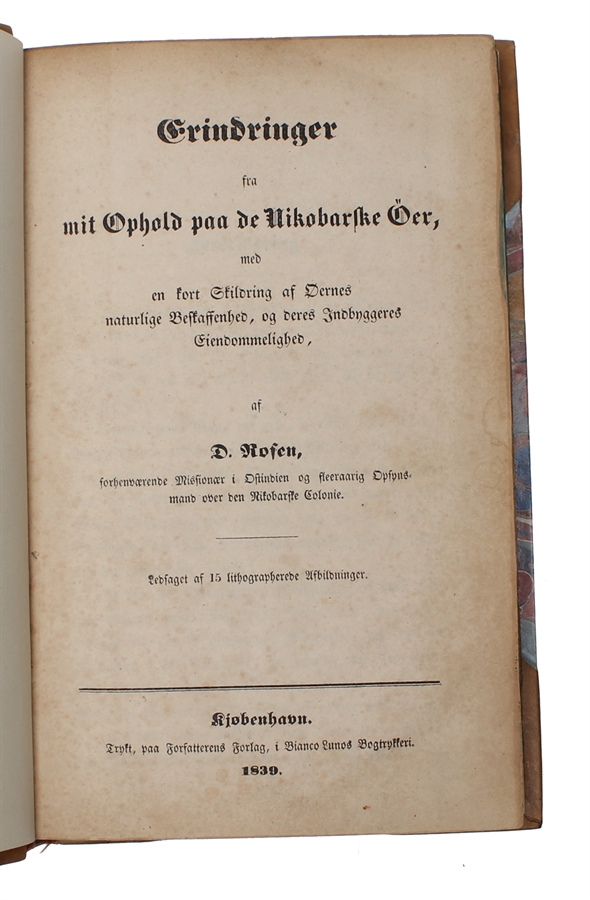 Erindringer
fra
mit Ophold paa de Nikobarske Öer,
med
en kort Skildring af Öernes
naturlige Beskaffenhed, og deres Indbyggeres
Eiendommelighed,
af
D. Rosen,
forhenværende Missionær i Ostindien og fleeraarig Opsyns-
mand over den Nikobarske Colonie.
Ledsaget af 15 lithographerede Afbildninger.
Kjøbenhavn.
Trykt, paa Forfatterens Forlag, i Bianco Lunos Bogtrykkeri.
1839.